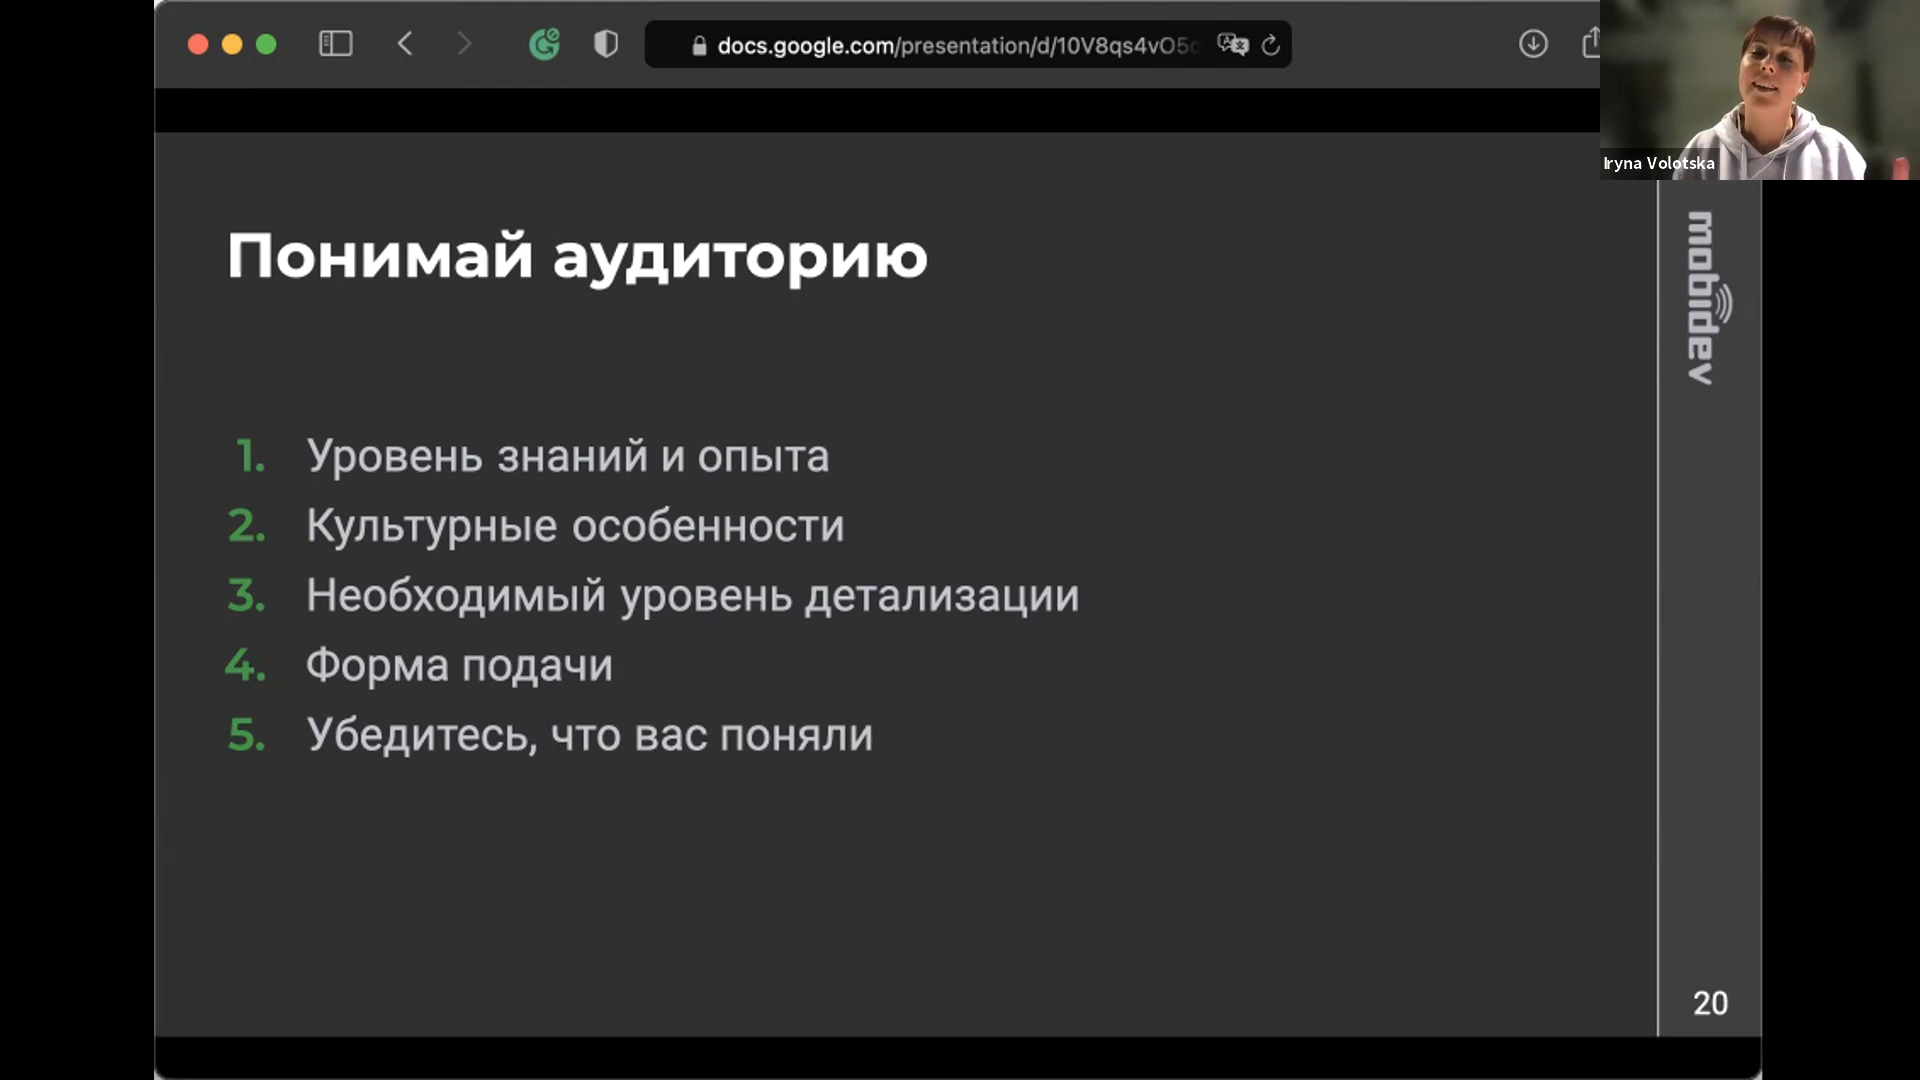 docs.google.com/presentation/d/10V8qs4vO5
Iryna Volotska
mobidev
Понимай аудиторию
1. Уровень знаний и опыта
2. Культурные особенности
3. Необходимый уровень детализации
4. Форма подачи
5. Убедитесь, что вас поняли
20